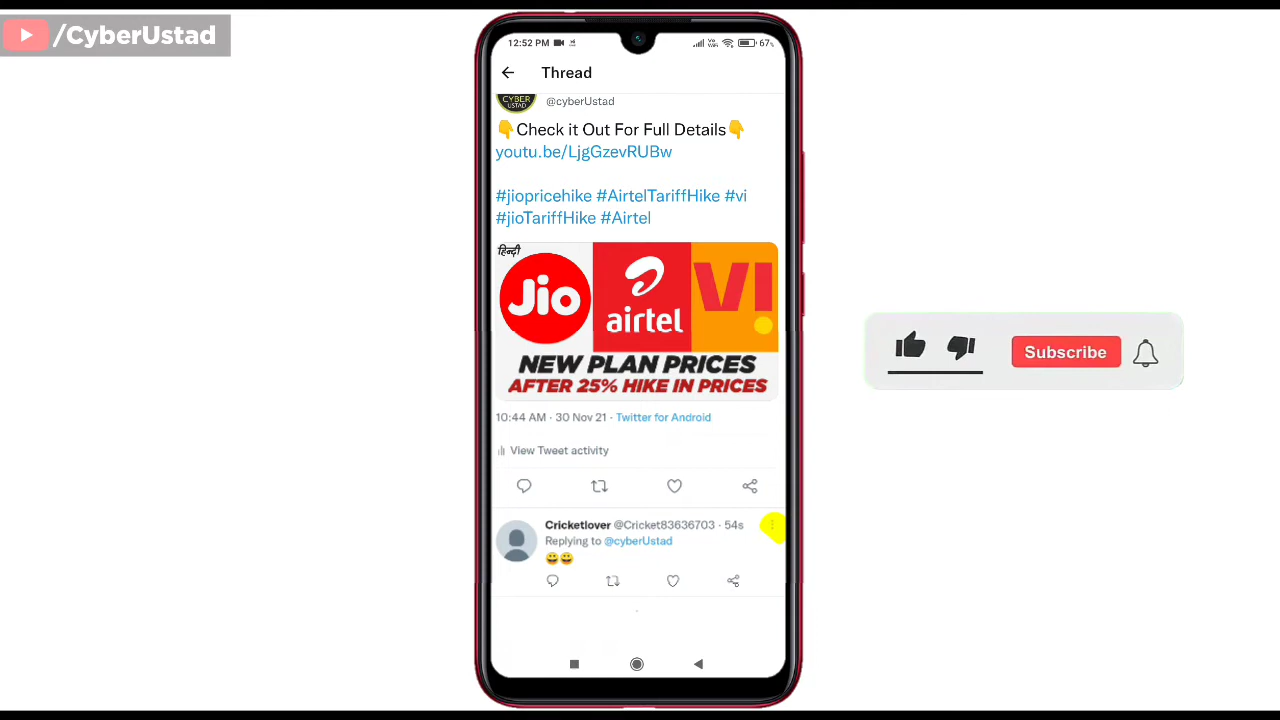 /CyberUstad
12:52 PM
67%
Thread
CYBER
USTAD
@cyberUstad
👇Check it Out For Full Details👇
youtu.be/LjgGzevRUBw
#jiopricehike #AirtelTariffHike #vi
#jioTariffHike #Airtel
हिन्दी
Jio
airtel
VI
NEW PLAN PRICES
AFTER 25% HIKE IN PRICES
10:44 AM · 30 Nov 21 · Twitter for Android
View Tweet activity
Cricketlover @Cricket83636703 · 54s
Replying to @cyberUstad
😀😀
Subscribe